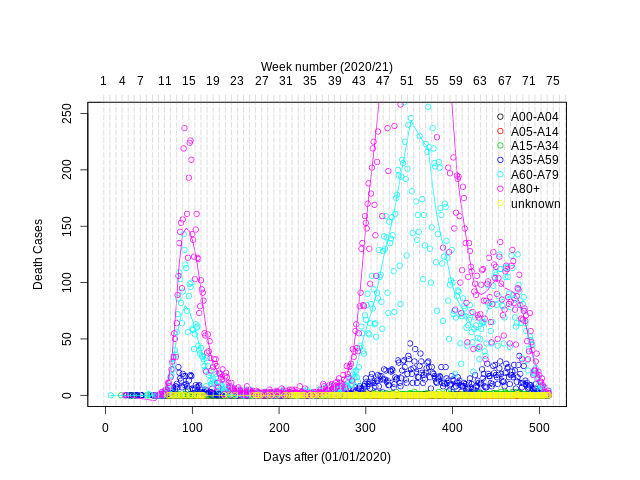 Week number (2020/21)
1 4 7 11 15 19 23 27 31 35 39 43 47 51 55 59 63 67 71 75
250
200
150
100
50
0
Death Cases
A00-A04
A05-A14
A15-A34
A35-A59
A60-A79
A80+
unknown
0 100 200 300 400 500
Days after (01/01/2020)